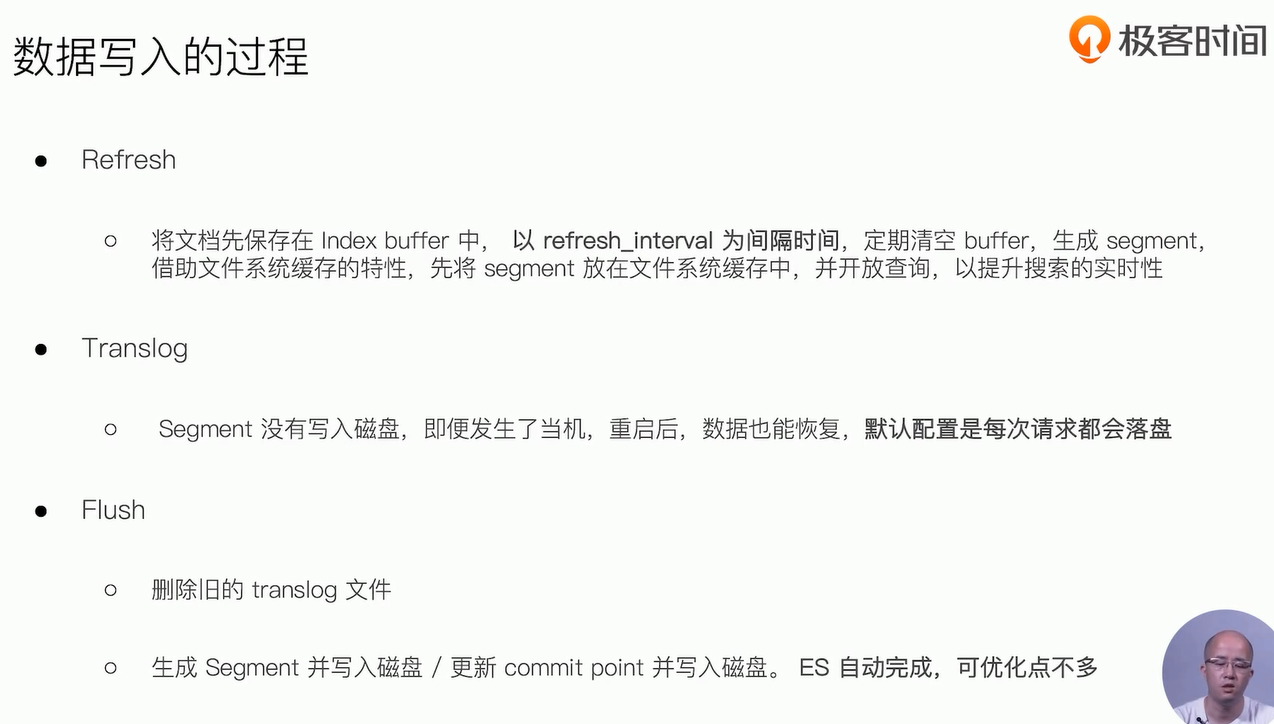 数据写入的过程
极客时间
● Refresh
○ 将文档先保存在 Index buffer 中， 以 refresh_interval 为间隔时间，定期清空 buffer，生成 segment，
借助文件系统缓存的特性，先将 segment 放在文件系统缓存中，并开放查询，以提升搜索的实时性
● Translog
○ Segment 没有写入磁盘，即便发生了当机，重启后，数据也能恢复，默认配置是每次请求都会落盘
● Flush
○ 删除旧的 translog 文件
○ 生成 Segment 并写入磁盘 / 更新 commit point 并写入磁盘。 ES 自动完成，可优化点不多